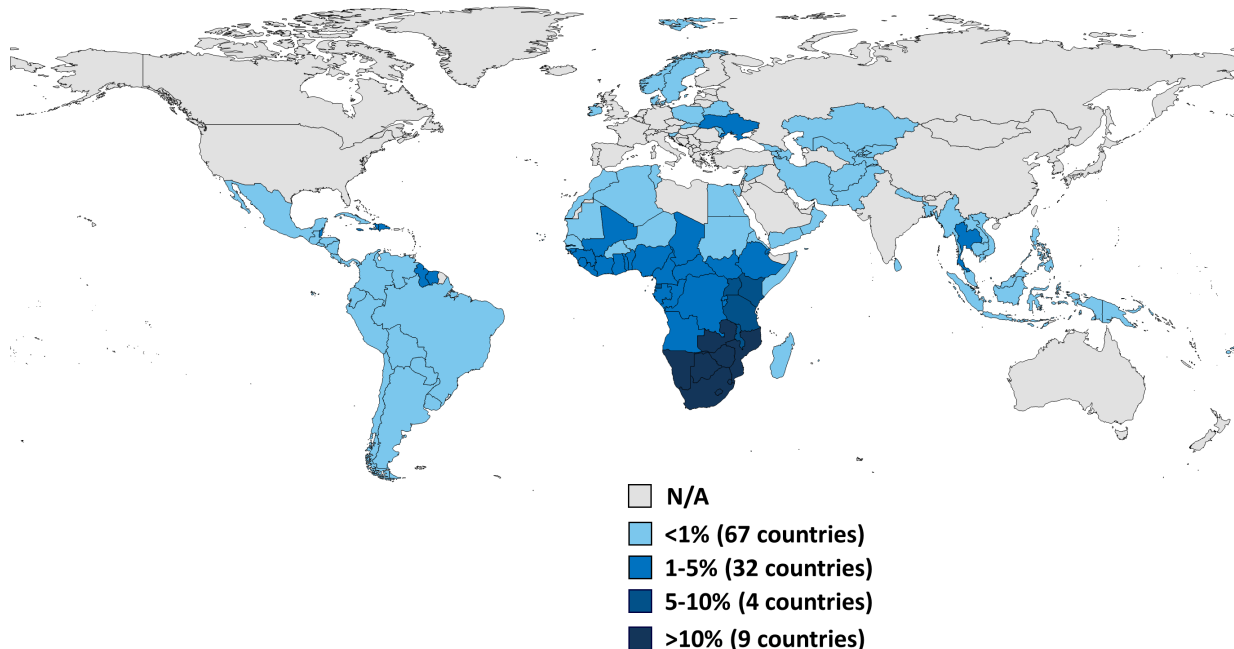 N/A
<1% (67 countries)
1-5% (32 countries)
5-10% (4 countries)
>10% (9 countries)